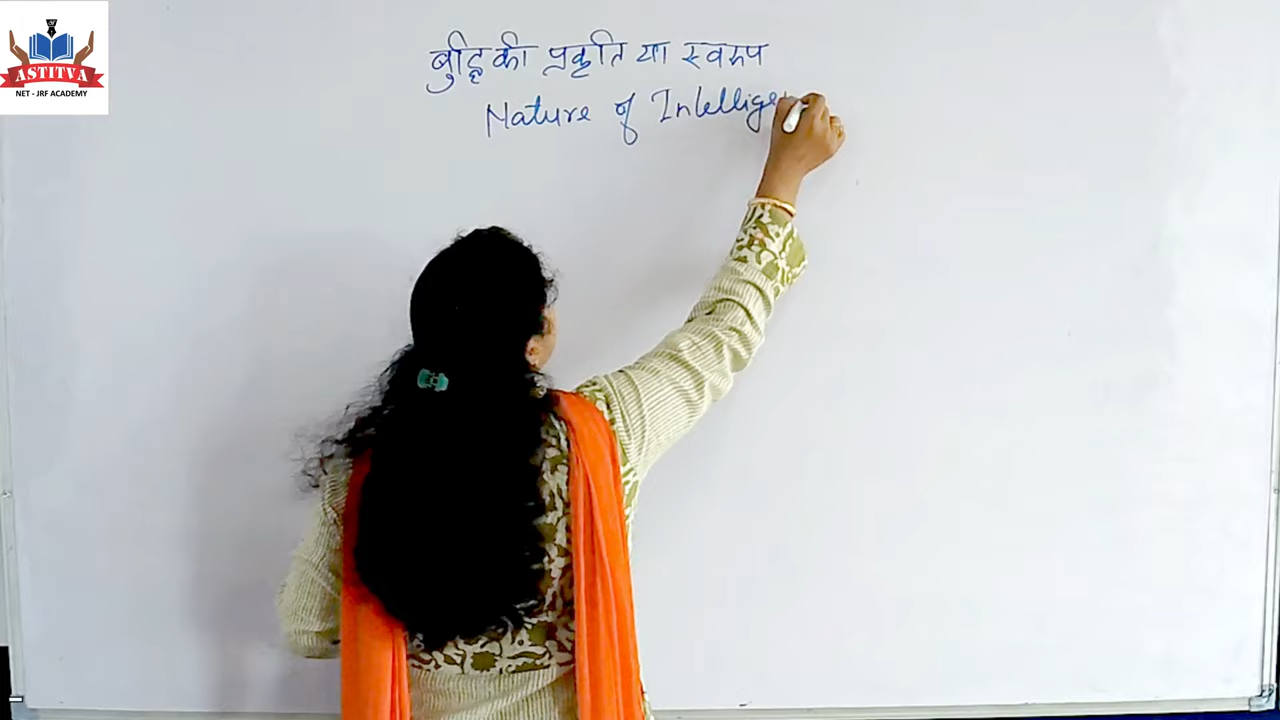 ASTITVA
NET - JRF ACADEMY
बुद्धि की प्रकृति या स्वरूप
Nature of Intellige